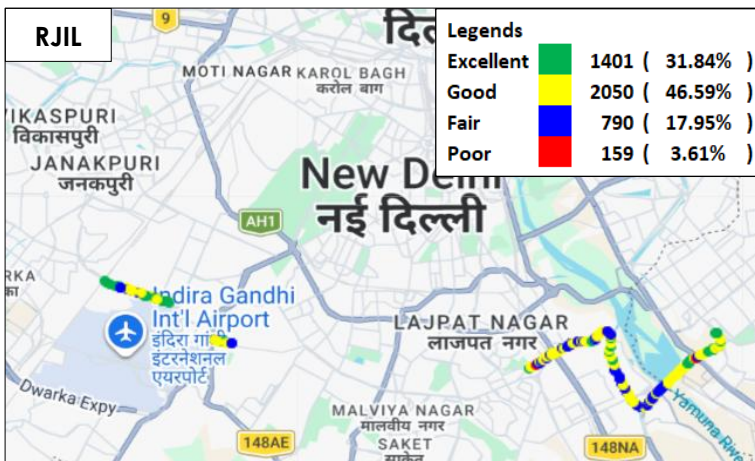 RJIL
Legends
Excellent 1401 ( 31.84% )
Good 2050 ( 46.59% )
Fair 790 ( 17.95% )
Poor 159 ( 3.61% )
9
MOTI NAGAR
KAROL BAGH
करोल बाग
VIKASPURI
विकासपुरी
JANAKPURI
जनकपुरी
New Delhi
नई दिल्ली
AH1
Indira Gandhi
Int'l Airport
इंदिरा गांधी
इंटरनेशनल
एयरपोर्ट
LAJPAT NAGAR
लाजपत नगर
Dwarka Expy
MALVIYA NAGAR
मालवीय नगर
SAKET
साकेत
148AE
148NA
Yamuna River